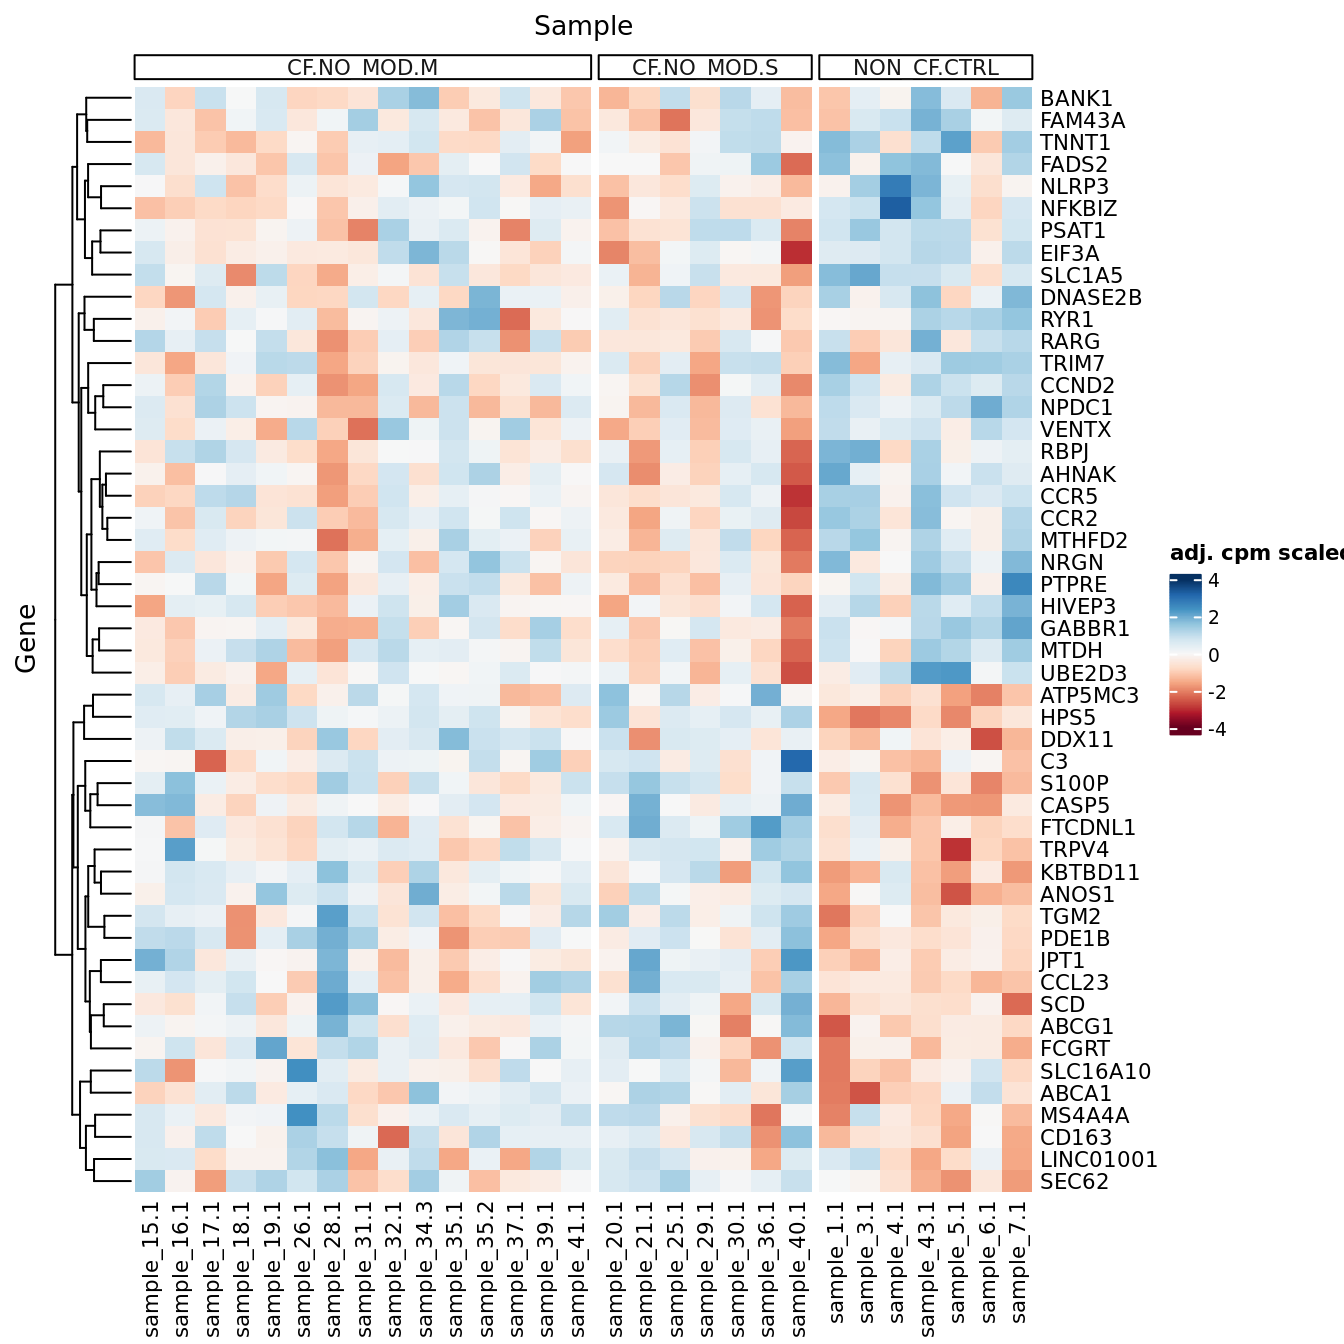 Sample
CF.NO_MOD.M
CF.NO_MOD.S
NON_CF.CTRL
BANK1
FAM43A
TNNT1
FADS2
NLRP3
NFKBIZ
PSAT1
EIF3A
SLC1A5
DNASE2B
RYR1
RARG
TRIM7
CCND2
NPDC1
VENTX
RBPJ
AHNAK
CCR5
CCR2
MTHFD2
NRGN
PTPRE
HIVEP3
GABBR1
MTDH
UBE2D3
ATP5MC3
HPS5
DDX11
C3
S100P
CASP5
FTCDNL1
TRPV4
KBTBD11
ANOS1
TGM2
PDE1B
JPT1
CCL23
SCD
ABCG1
FCGRT
SLC16A10
ABCA1
MS4A4A
CD163
LINC01001
SEC62
Gene
adj. cpm scaled
4
2
0
-2
-4
sample_15.1
sample_16.1
sample_17.1
sample_18.1
sample_19.1
sample_26.1
sample_28.1
sample_31.1
sample_32.1
sample_34.3
sample_35.1
sample_35.2
sample_37.1
sample_39.1
sample_41.1
sample_20.1
sample_21.1
sample_25.1
sample_29.1
sample_30.1
sample_36.1
sample_40.1
sample_1.1
sample_3.1
sample_4.1
sample_43.1
sample_5.1
sample_6.1
sample_7.1